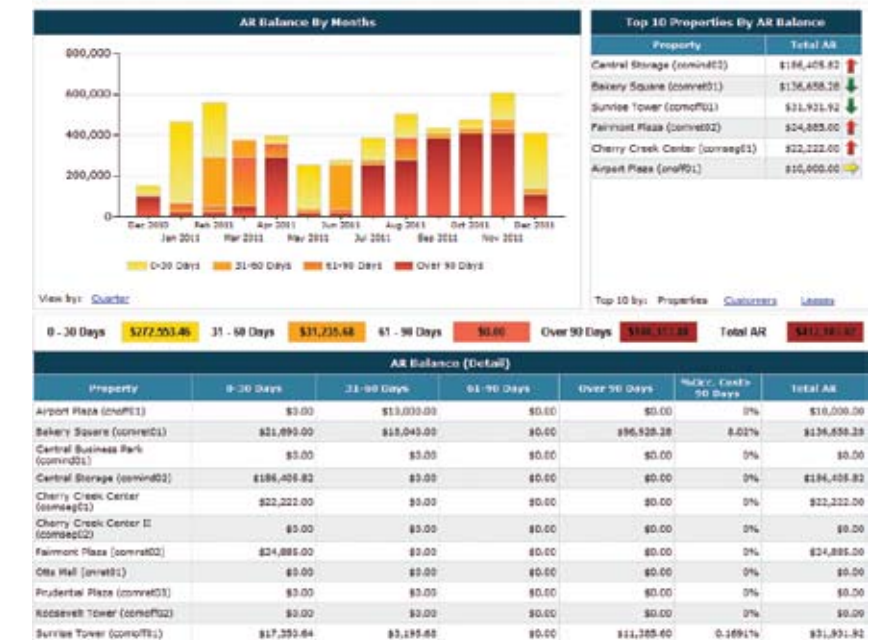 AR Balance By Months
800,000
600,000
400,000
200,000
0
Dec 2010
Jan 2011
Feb 2011
Mar 2011
Apr 2011
May 2011
Jun 2011
Jul 2011
Aug 2011
Sep 2011
Oct 2011
Nov 2011
Dec 2011
0-30 Days 31-60 Days 61-90 Days Over 90 Days
View by: Quarter
Top 10 Properties By AR Balance
Property Total AR
Central Storage (comind02) $186,405.82
Bakery Square (comret01) $136,658.28
Sunrise Tower (comoff01) $31,931.92
Fairmont Plaza (comret02) $24,885.00
Cherry Creek Center (comseg01) $22,222.00
Airport Plaza (cnoff01) $10,000.00
Top 10 by: Properties Customers Leases
0 - 30 Days $272,553.46 31 - 60 Days $31,235.68 61 - 90 Days $0.00 Over 90 Days Total AR
AR Balance (Detail)
Property 0-30 Days 31-60 Days 61-90 Days Over 90 Days 90 Days Total AR
Airport Plaza (cnoff01) $0.00 $0.00 $0.00 0% $10,000.00
Bakery Square (comret01) $21,690.00 $18,040.00 $0.00 $96,928.28 8.02% $136,658.28
Central Business Park
(comind01) $0.00 $0.00 $0.00 $0.00 0% $0.00
Central Storage (comind02) $186,405.82 $0.00 $0.00 $0.00 0% $186,405.82
Cherry Creek Center
(comseg01) $22,222.00 $0.00 $0.00 $0.00 0% $22,222.00
Cherry Creek Center II
(comseg02) $0.00 $0.00 $0.00 $0.00 0% $0.00
Fairmont Plaza (comret02) $24,885.00 $0.00 $0.00 $0.00 0% $24,885.00
Otta Mall (cnret01) $0.00 $0.00 $0.00 $0.00 0% $0.00
Prudential Plaza (comret03) $0.00 $0.00 $0.00 $0.00 0% $0.00
Roosevelt Tower (comoff02) $0.00 $0.00 $0.00 $0.00 0% $0.00
Sunrise Tower (comoff01) $17,350.64 $3,195.68 $0.00 $11,385.60 0.1691% $31,931.92